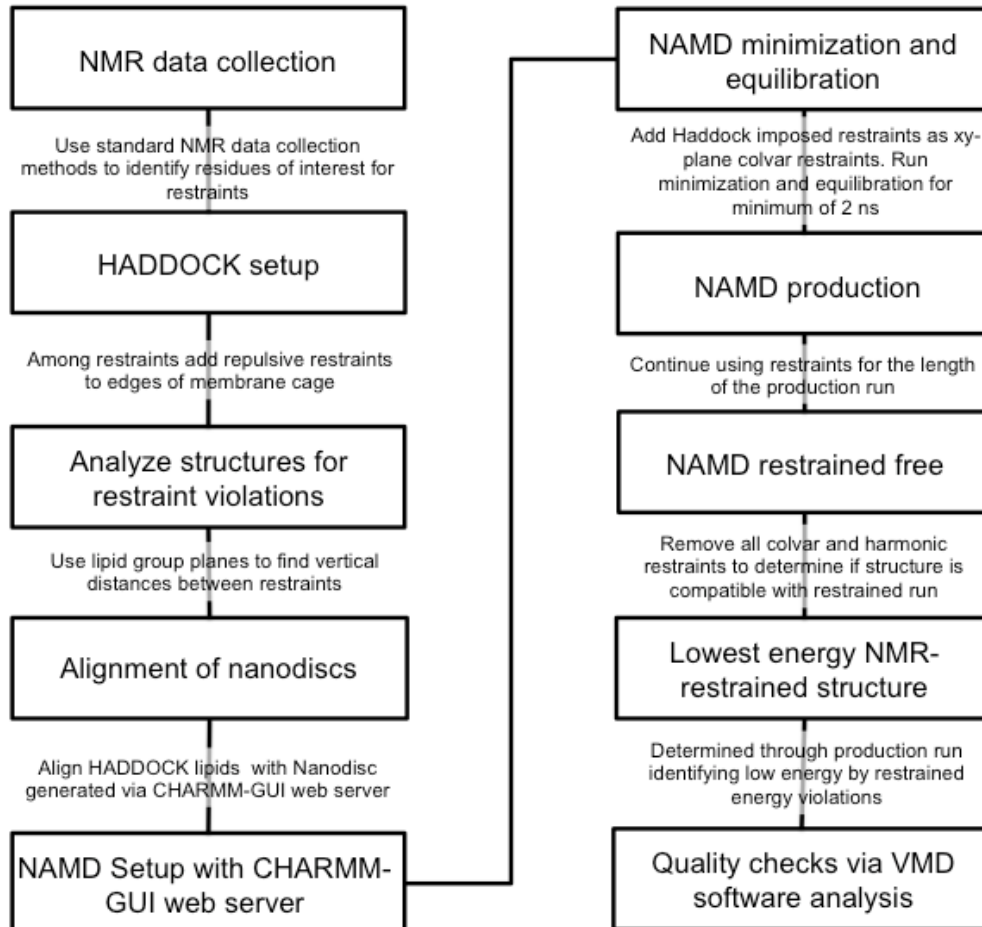 NMR data collection
Use standard NMR data collection
methods to identify residues of interest for
restraints
HADDOCK setup
Among restraints add repulsive restraints
to edges of membrane cage
Analyze structures for
restraint violations
Use lipid group planes to find vertical
distances between restraints
Alignment of nanodiscs
Align HADDOCK lipids with Nanodisc
generated via CHARMM-GUI web server
NAMD Setup with CHARMM-
GUI web server
NAMD minimization and
equilibration
Add Haddock imposed restraints as xy-
plane colvar restraints. Run
minimization and equilibration for
minimum of 2 ns
NAMD production
Continue using restraints for the length
of the production run
NAMD restrained free
Remove all colvar and harmonic
restraints to determine if structure is
compatible with restrained run
Lowest energy NMR-
restrained structure
Determined through production run
identifying low energy by restrained
energy violations
Quality checks via VMD
software analysis